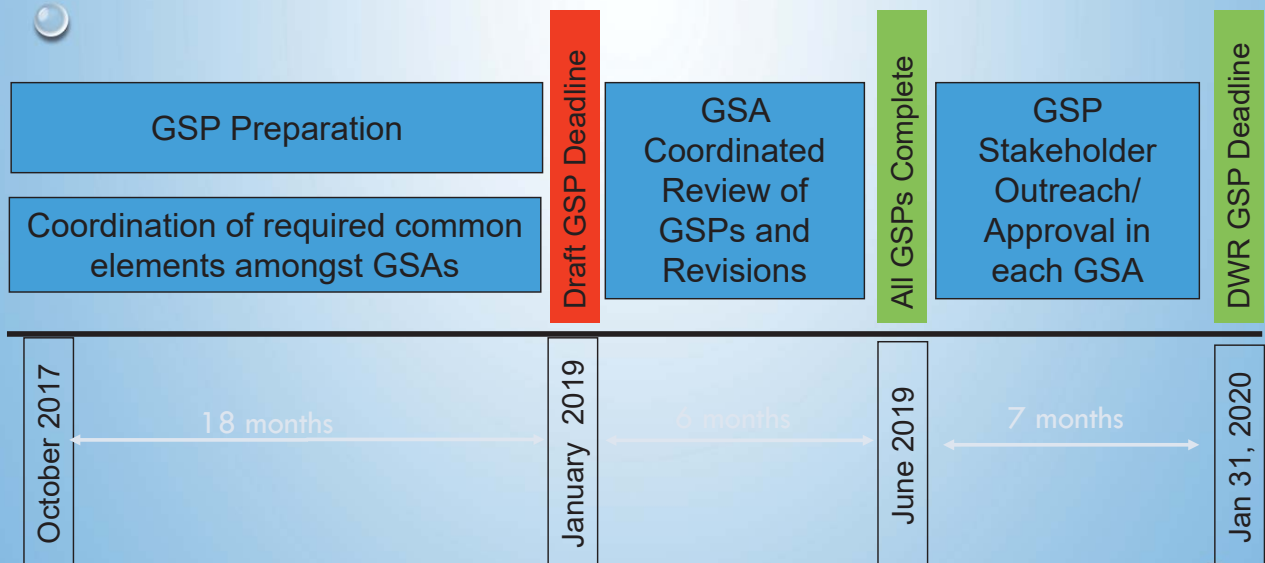 GSP Preparation
Coordination of required common
elements amongst GSAs
Draft GSP Deadline
GSA
Coordinated
Review of
GSPs and
Revisions
All GSPs Complete
GSP
Stakeholder
Outreach/
Approval in
each GSA
DWR GSP Deadline
October 2017
18 months
January 2019
6 months
June 2019
7 months
Jan 31, 2020